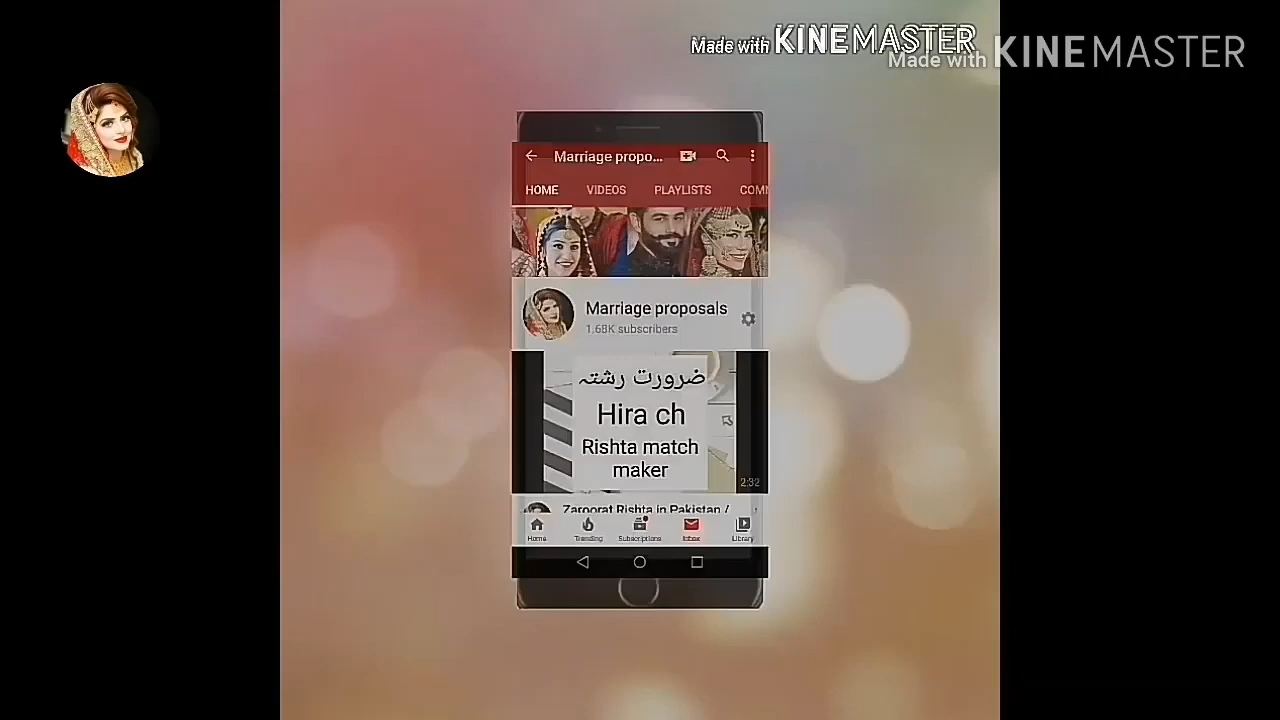 Made with KINEMASTER
Made with KINEMASTER
Marriage propo...
HOME VIDEOS PLAYLISTS COMM
Marriage proposals
1.68K subscribers
ضرورت رشتہ
Hira ch
Rishta match
maker
2:32
Zaroorat Rishta in Pakistan /
Home Trending Subscriptions Inbox Library